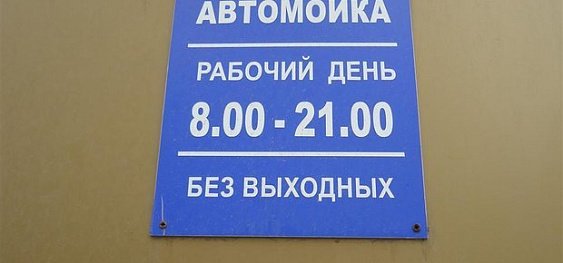 АВТОМОЙКА
РАБОЧИЙ ДЕНЬ
8.00 - 21.00
БЕЗ ВЫХОДНЫХ